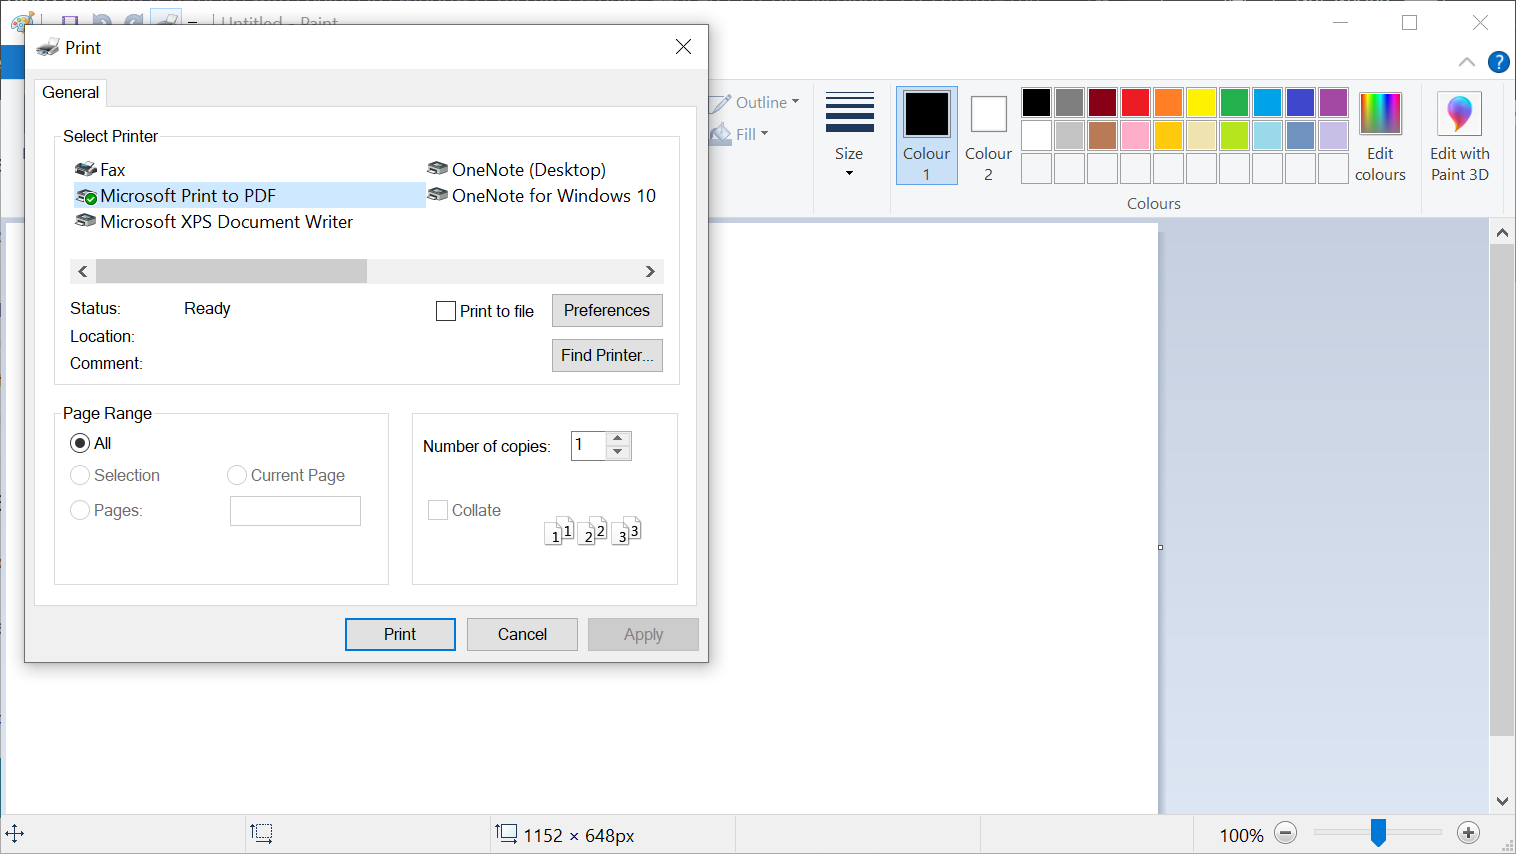 Untitled - Paint
Print
General
Select Printer
Fax
OneNote (Desktop)
Microsoft Print to PDF
OneNote for Windows 10
Microsoft XPS Document Writer
Status: Ready
Print to file
Preferences
Location:
Comment:
Find Printer...
Page Range
All
Selection
Current Page
Pages:
Number of copies: 1
Collate
1 1 2 2 3 3
Print
Cancel
Apply
Outline
Fill
Size
Colour 1
Colour 2
Edit colours
Edit with Paint 3D
Colours
?
1152 × 648px
100%